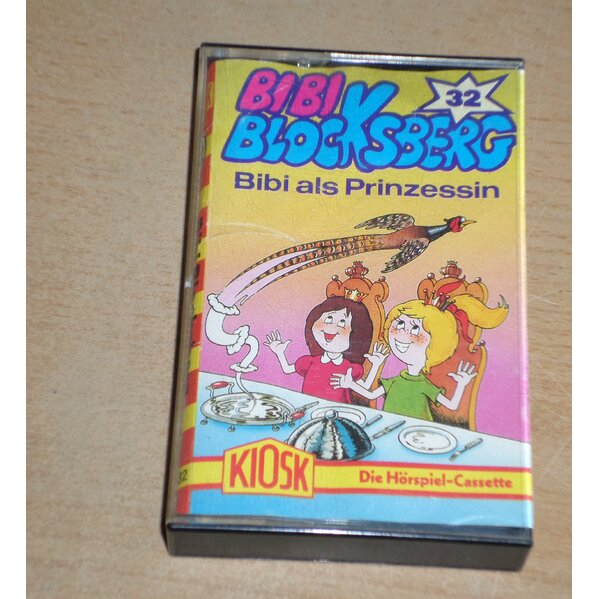 BIBI
BLOCKSBERG
32
Bibi als Prinzessin
KIOSK
Die Hörspiel-Cassette
32